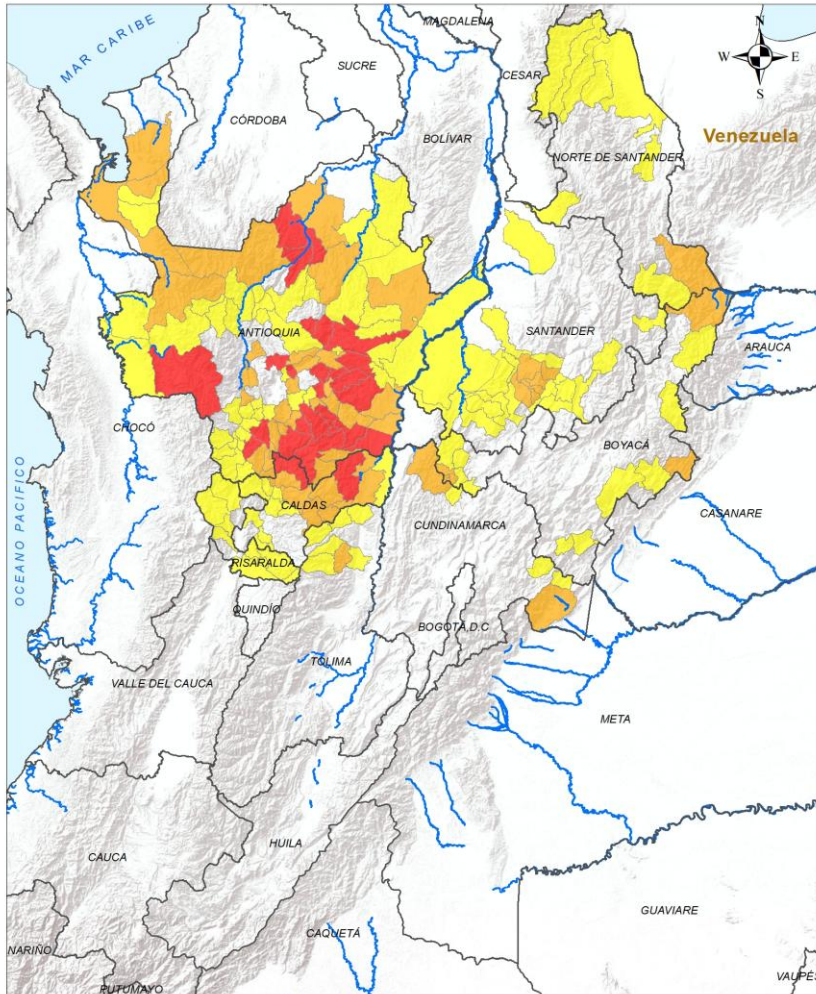 MAR CARIBE
MAGDALENA
N
W
E
S
SUCRE
CESAR
CÓRDOBA
BOLÍVAR
Venezuela
NORTE DE SANTANDER
ANTIOQUIA
SANTANDER
ARAUCA
CHOCÓ
BOYACÁ
OCEANO PACIFICO
CALDAS
CASANARE
CUNDINAMARCA
RISARALDA
QUINDÍO
BOGOTÁ D.C
TOLIMA
VALLE DEL CAUCA
META
HUILA
CAUCA
GUAVIARE
CAQUETÁ
NARIÑO
PUTUMAYO
VAUPÉS